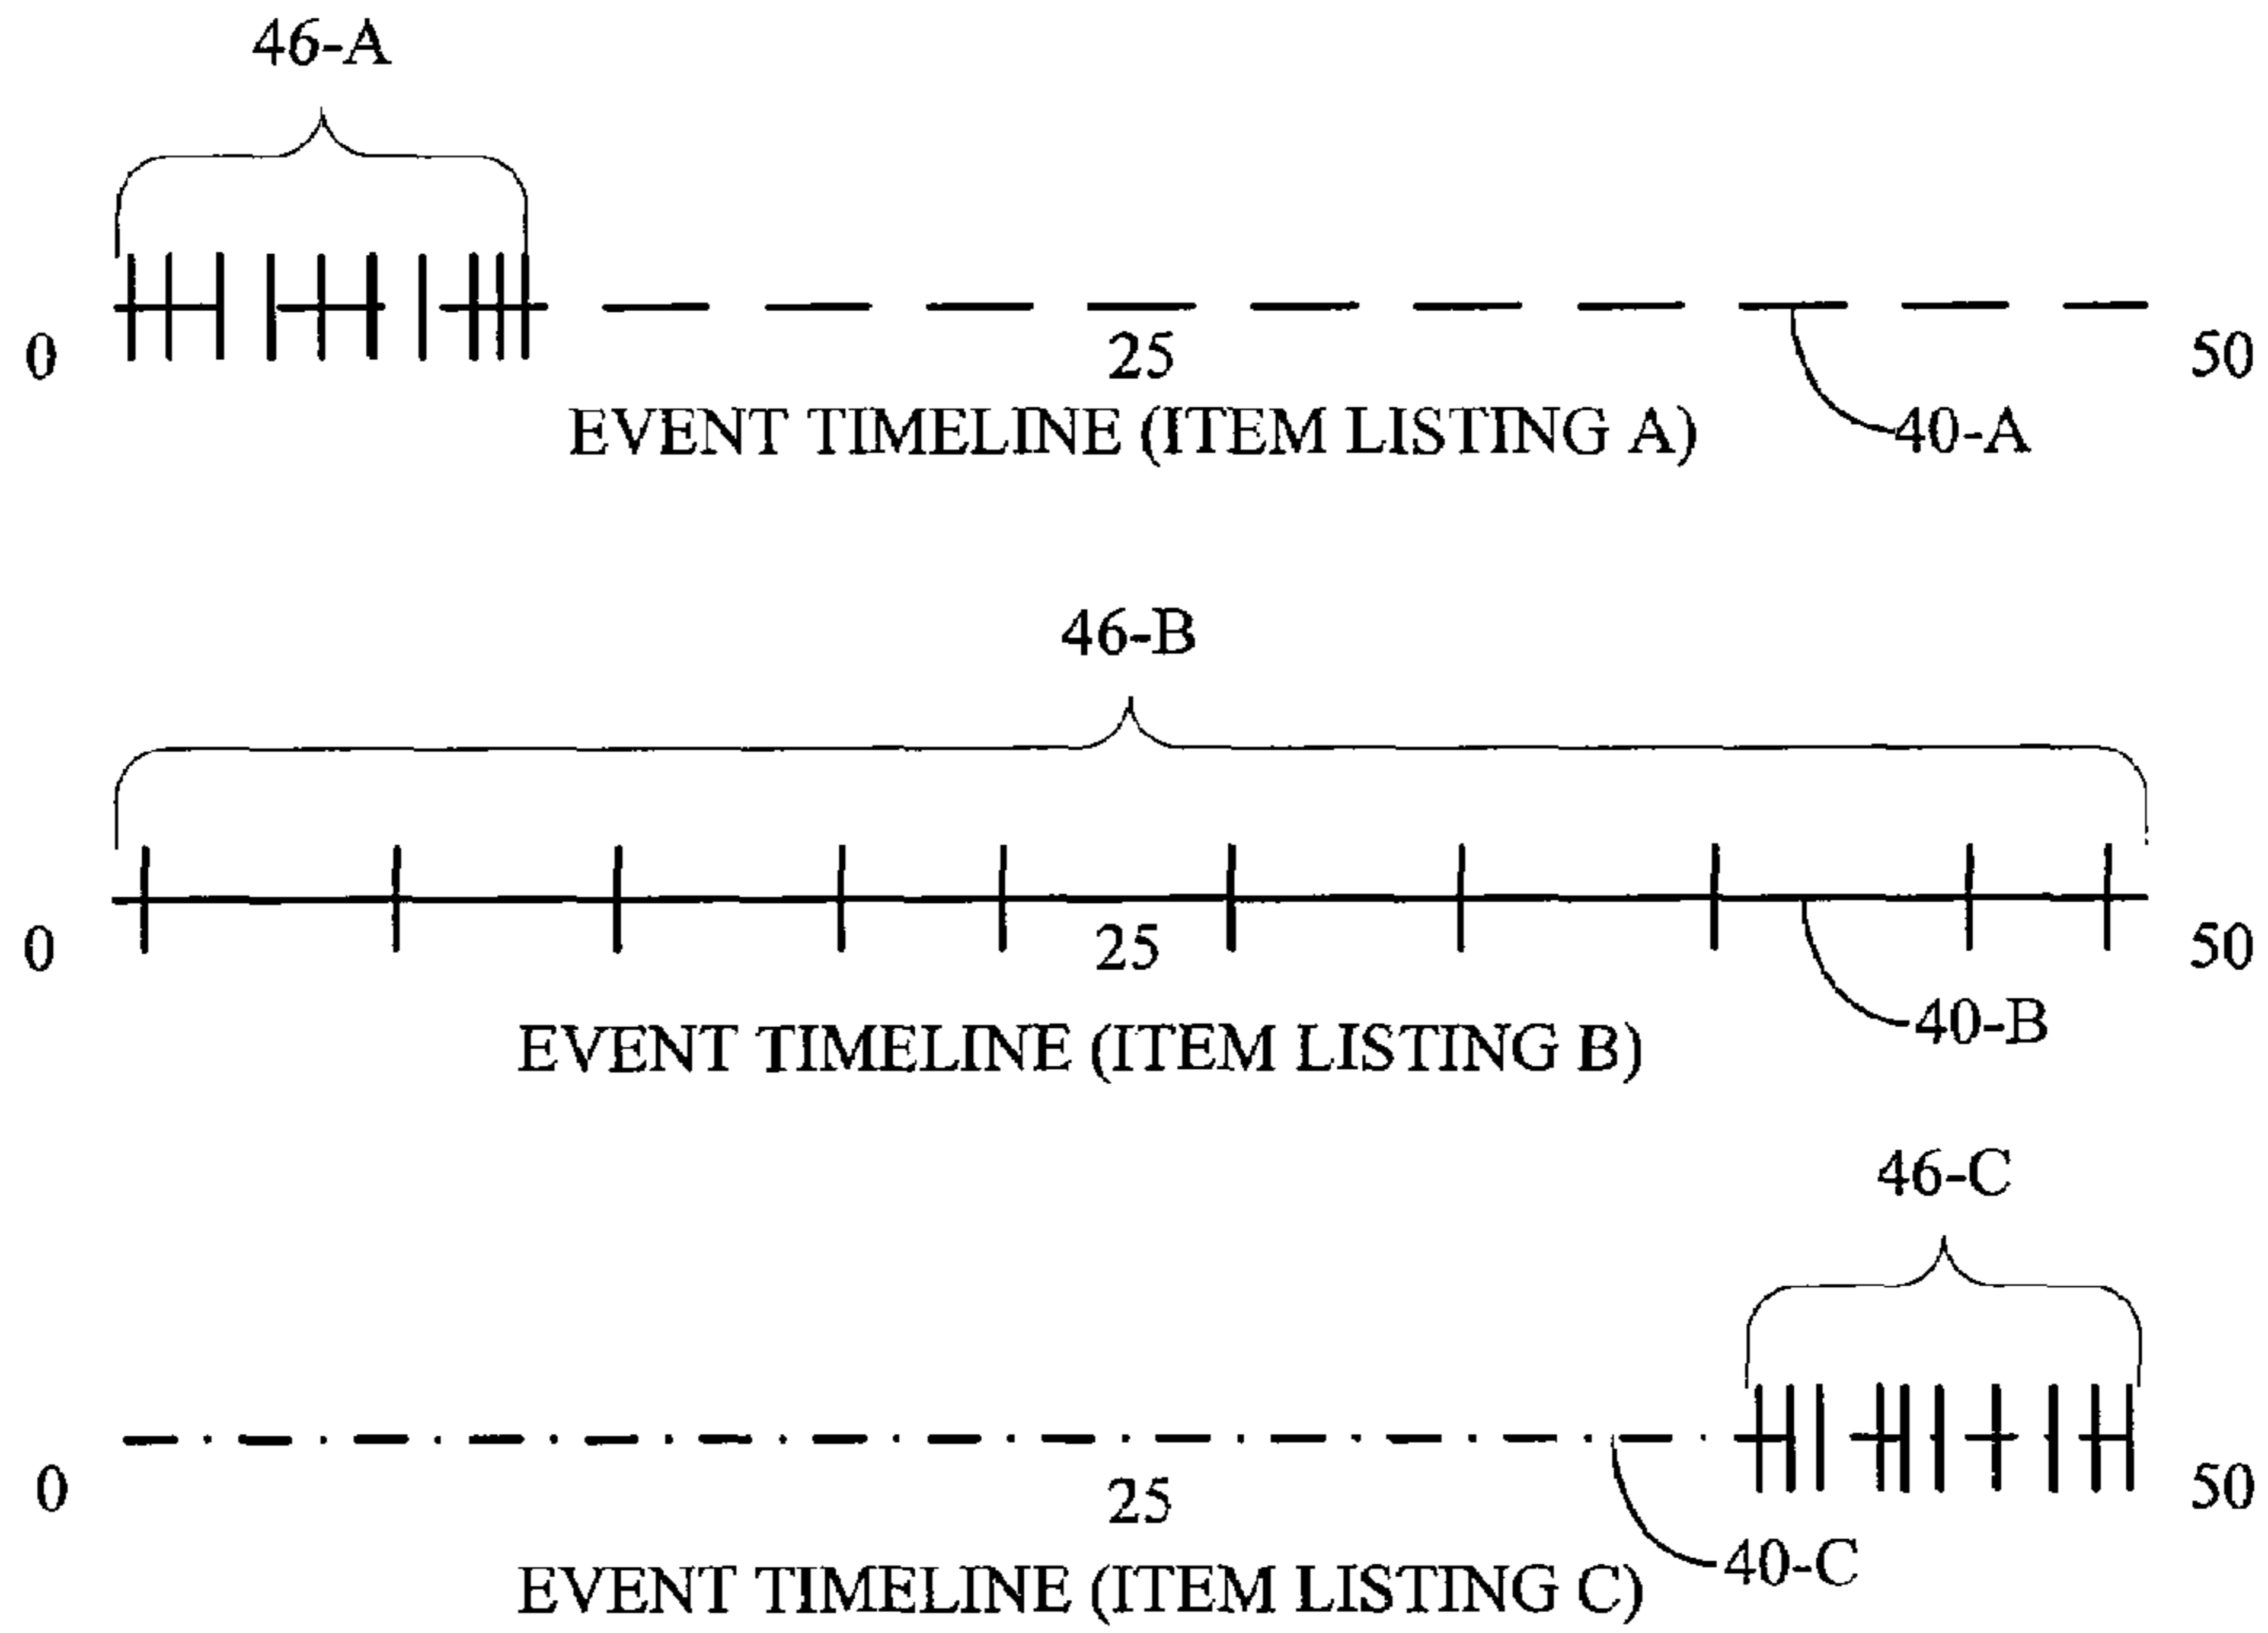 46-A
0 25 50
EVENT TIMELINE (ITEM LISTING A) 40-A
46-B
0 25 50
40-B
EVENT TIMELINE (ITEM LISTING B)
46-C
0 25 50
40-C
EVENT TIMELINE (ITEM LISTING C)